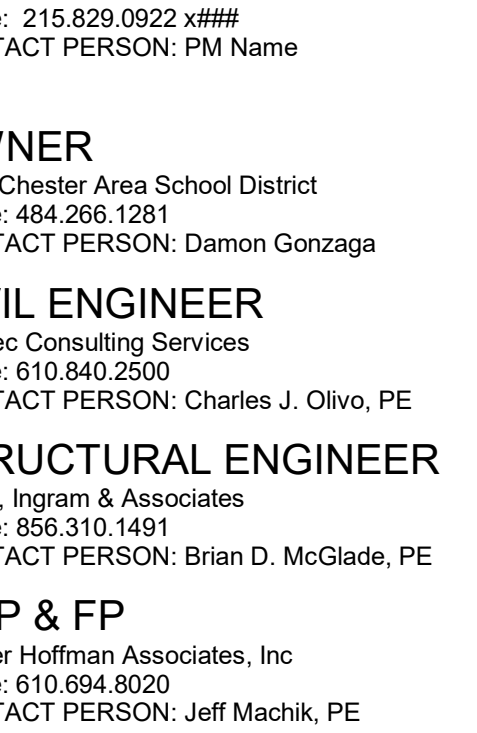 : 215.829.0922 x###
TACT PERSON: PM Name
NER
Chester Area School District
: 484.266.1281
TACT PERSON: Damon Gonzaga
IL ENGINEER
ec Consulting Services
: 610.840.2500
TACT PERSON: Charles J. Olivo, PE
RUCTURAL ENGINEER
, Ingram & Associates
: 856.310.1491
TACT PERSON: Brian D. McGlade, PE
P & FP
er Hoffman Associates, Inc
: 610.694.8020
TACT PERSON: Jeff Machik, PE